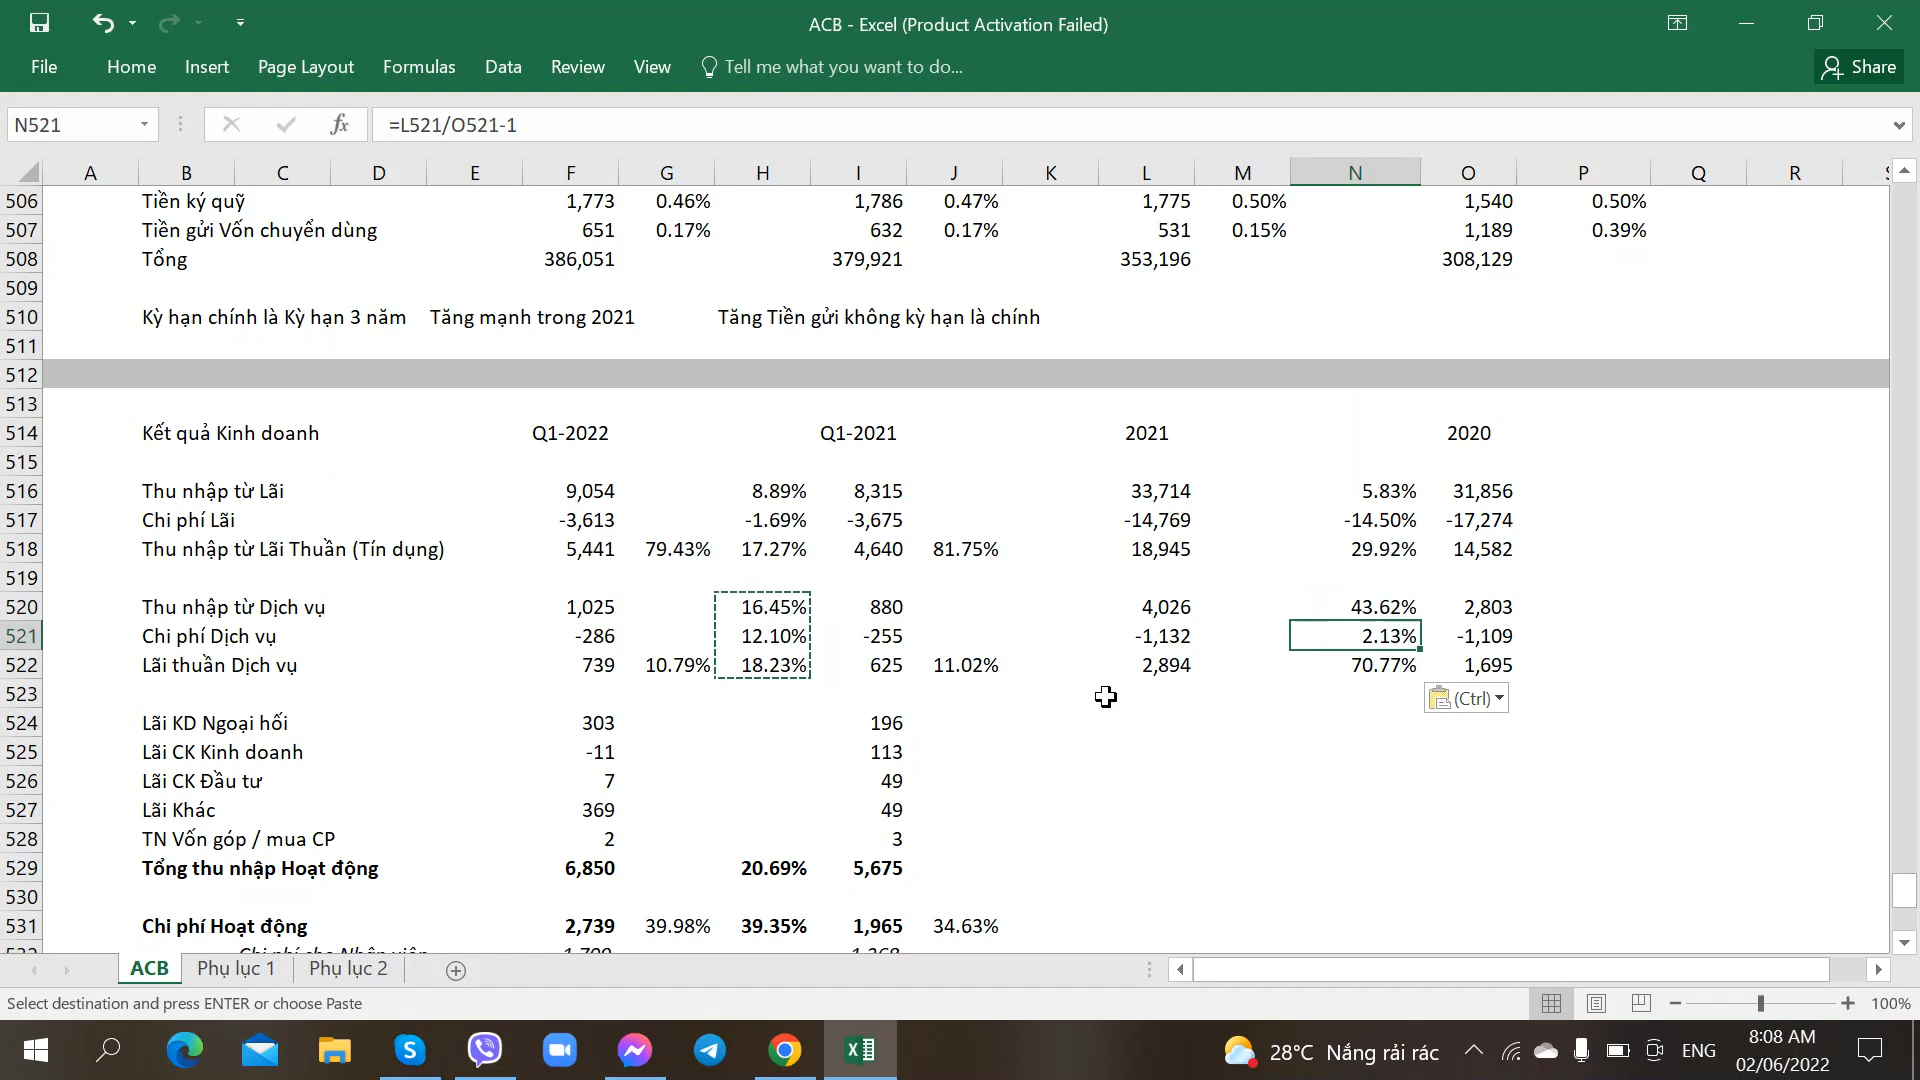 ACB - Excel (Product Activation Failed)
File Home Insert Page Layout Formulas Data Review View Tell me what you want to do... Share
N521 fx =L521/O521-1
A B C D E F G H I J K L M N O P Q R
506 Tiền ký quỹ 1,773 0.46% 1,786 0.47% 1,775 0.50% 1,540 0.50%
507 Tiền gửi Vốn chuyển dùng 651 0.17% 632 0.17% 531 0.15% 1,189 0.39%
508 Tổng 386,051 379,921 353,196 308,129
509
510 Kỳ hạn chính là Kỳ hạn 3 năm Tăng mạnh trong 2021 Tăng Tiền gửi không kỳ hạn là chính
511
512
513
514 Kết quả Kinh doanh Q1-2022 Q1-2021 2021 2020
515
516 Thu nhập từ Lãi 9,054 8.89% 8,315 33,714 5.83% 31,856
517 Chi phí Lãi -3,613 -1.69% -3,675 -14,769 -14.50% -17,274
518 Thu nhập từ Lãi Thuần (Tín dụng) 5,441 79.43% 17.27% 4,640 81.75% 18,945 29.92% 14,582
519
520 Thu nhập từ Dịch vụ 1,025 16.45% 880 4,026 43.62% 2,803
521 Chi phí Dịch vụ -286 12.10% -255 -1,132 2.13% -1,109
522 Lãi thuần Dịch vụ 739 10.79% 18.23% 625 11.02% 2,894 70.77% 1,695
523 (Ctrl)
524 Lãi KD Ngoại hối 303 196
525 Lãi CK Kinh doanh -11 113
526 Lãi CK Đầu tư 7 49
527 Lãi Khác 369 49
528 TN Vốn góp / mua CP 2 3
529 Tổng thu nhập Hoạt động 6,850 20.69% 5,675
530
531 Chi phí Hoạt động 2,739 39.98% 39.35% 1,965 34.63%
ACB Phụ lục 1 Phụ lục 2
Select destination and press ENTER or choose Paste 100%
28°C Nắng rải rác ENG 8:08 AM
02/06/2022